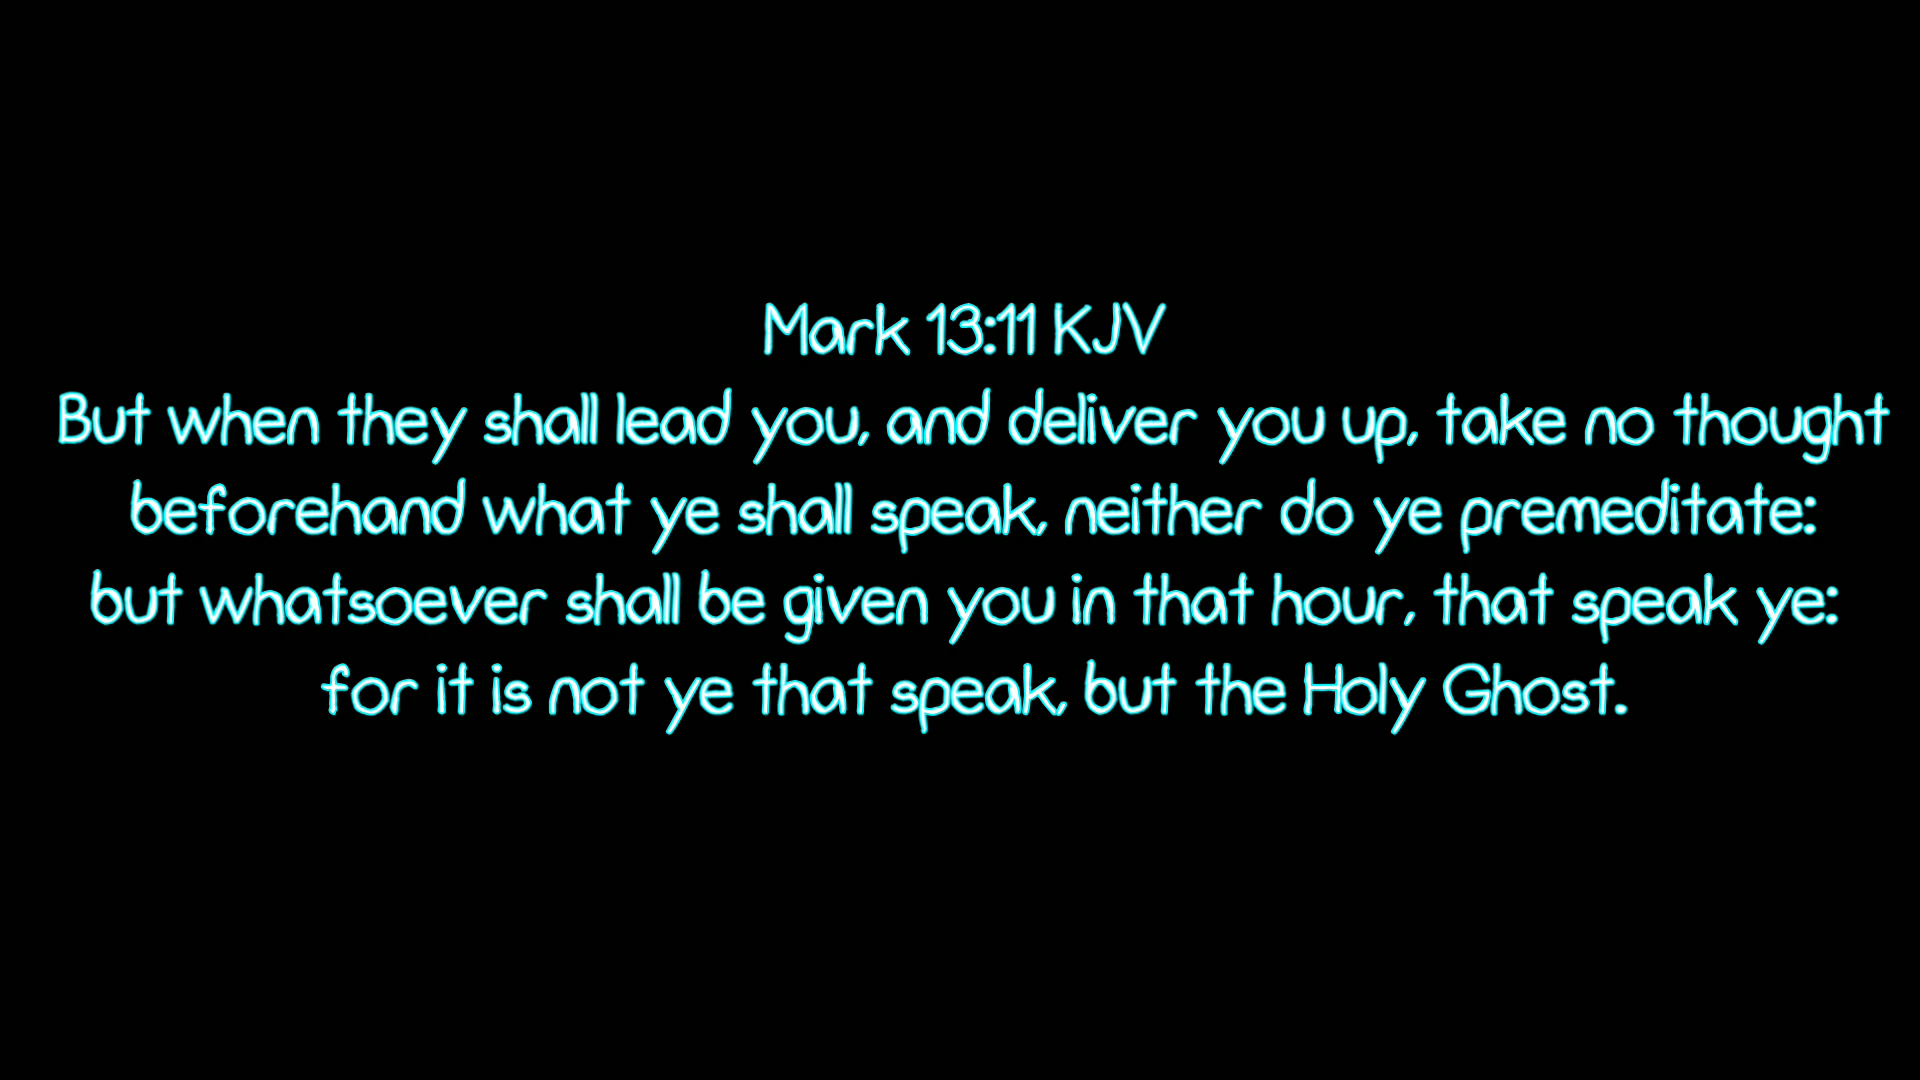 Mark 13:11 KJV
But when they shall lead you, and deliver you up, take no thought
beforehand what ye shall speak, neither do ye premeditate:
but whatsoever shall be given you in that hour, that speak ye:
for it is not ye that speak, but the Holy Ghost.